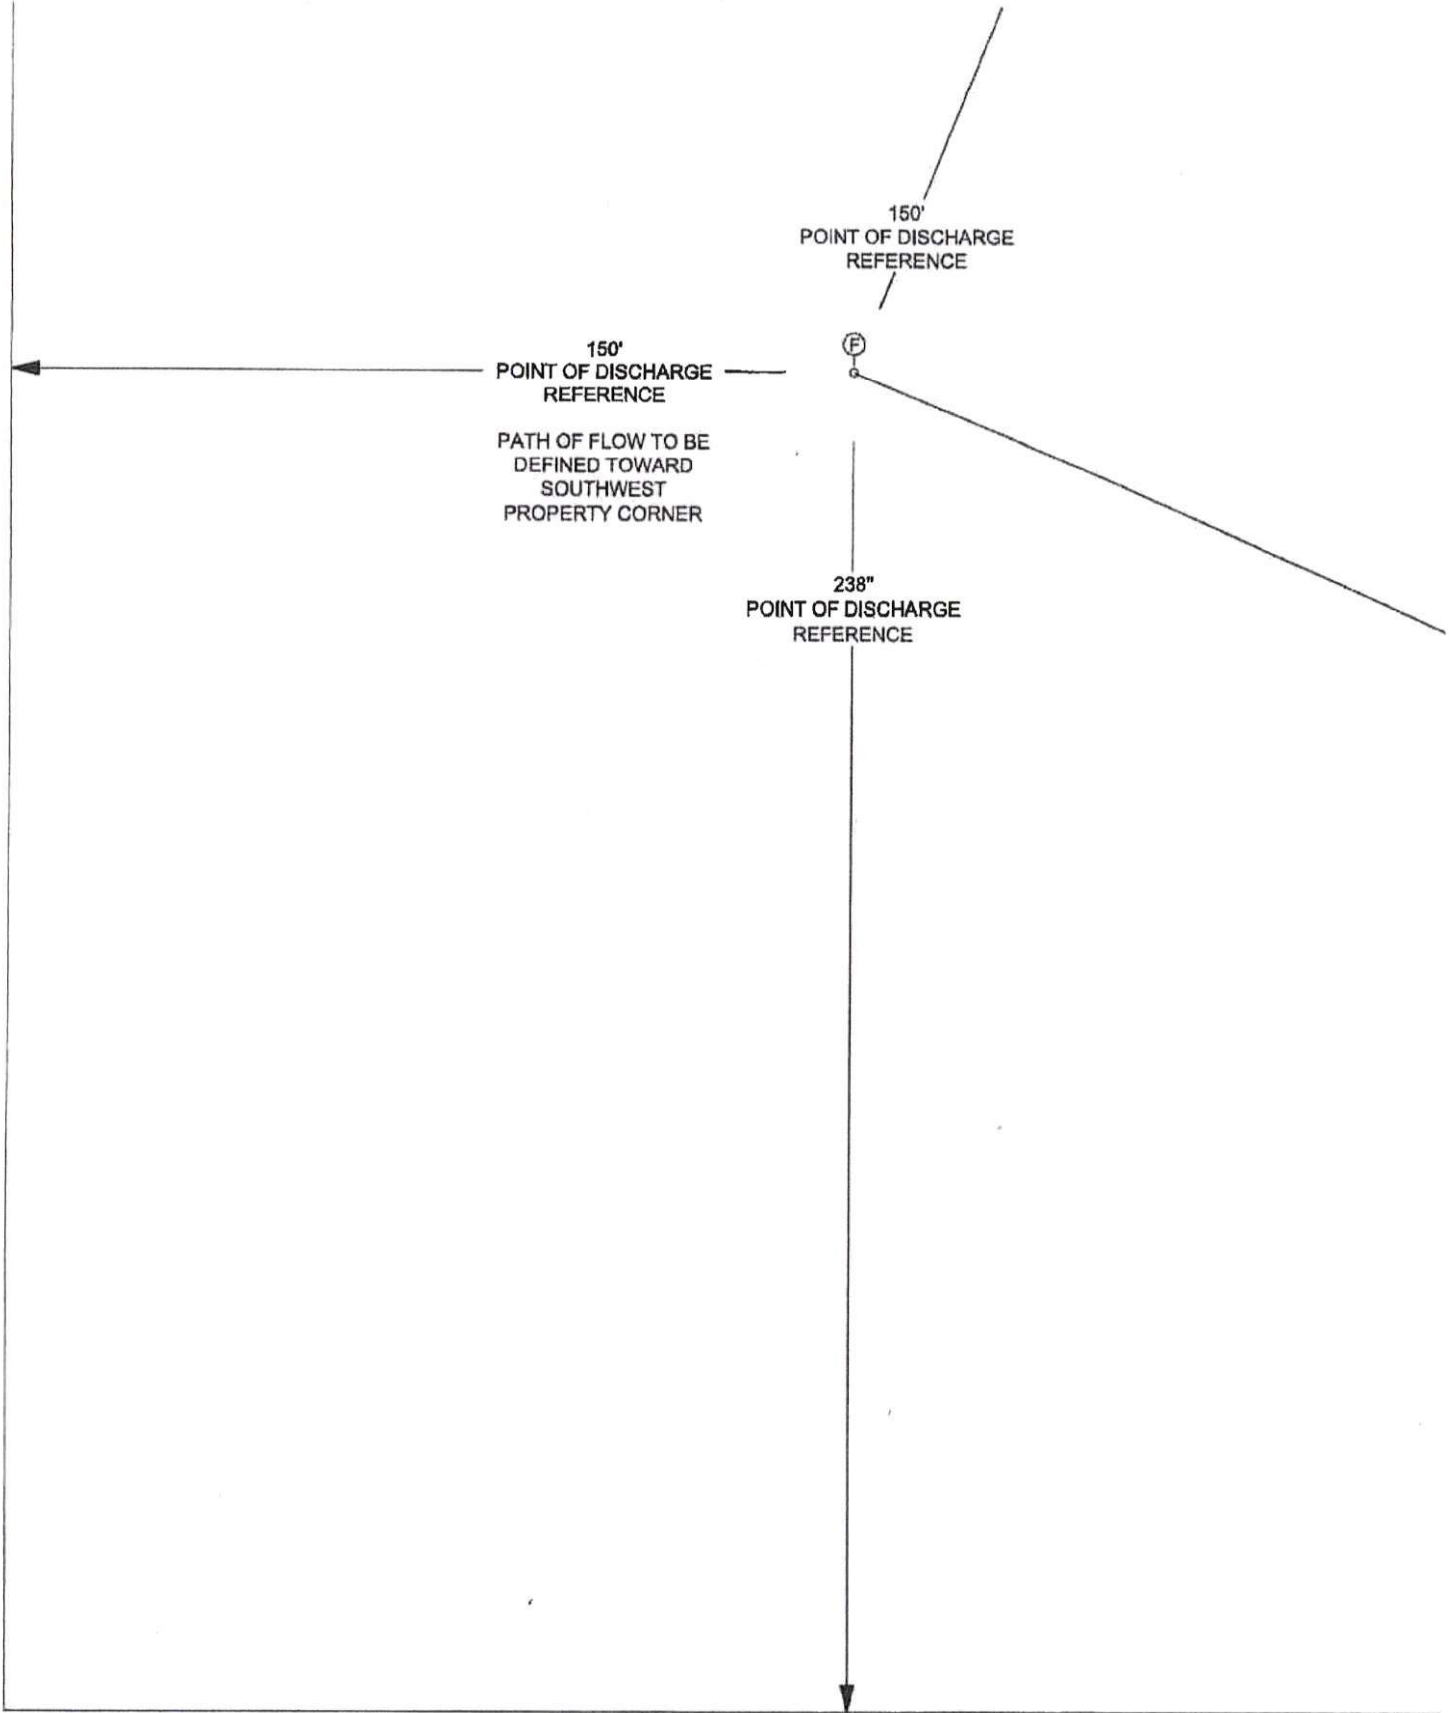 150'
POINT OF DISCHARGE
REFERENCE
F
150'
POINT OF DISCHARGE
REFERENCE
PATH OF FLOW TO BE
DEFINED TOWARD
SOUTHWEST
PROPERTY CORNER
238"
POINT OF DISCHARGE
REFERENCE